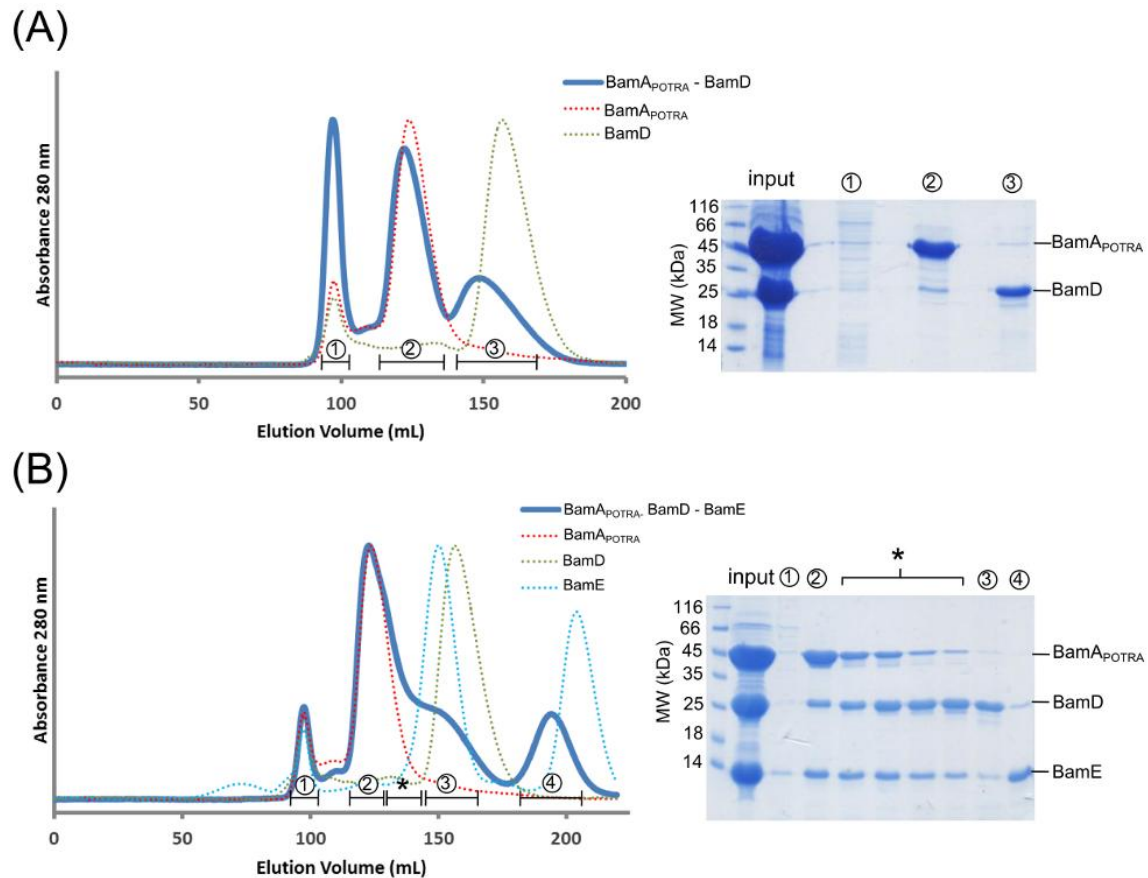 (A)
Absorbance 280 nm
BamAPOTRA - BamD
BamAPOTRA
BamD
① ② ③
0 50 100 150 200
Elution Volume (mL)
input ① ② ③
MW (kDa)
116
66
45
35
25
18
14
BamAPOTRA
BamD
(B)
Absorbance 280 nm
BamAPOTRA- BamD - BamE
BamAPOTRA
BamD
BamE
① ② * ③ ④
0 50 100 150 200
Elution Volume (mL)
*
input ① ② ③ ④
MW (kDa)
116
66
45
35
25
18
14
BamAPOTRA
BamD
BamE